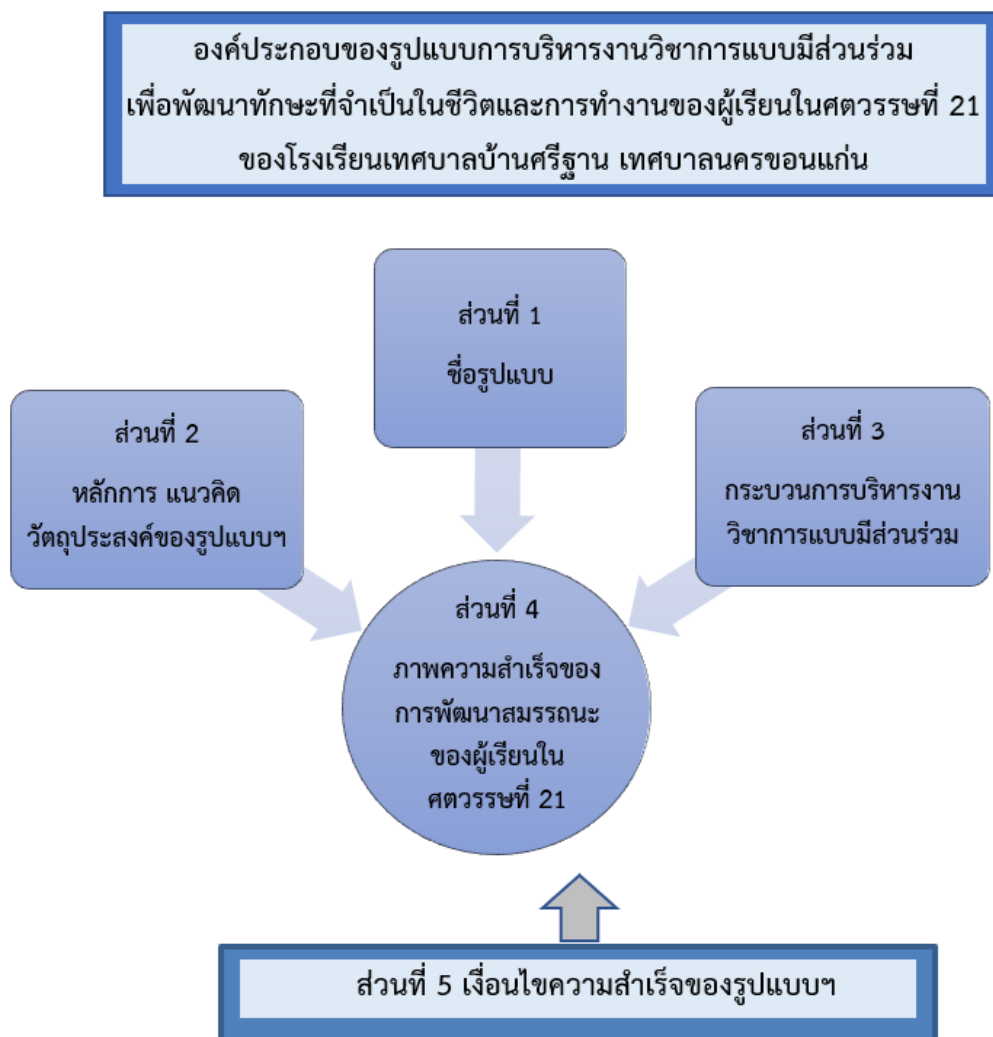 องค์ประกอบของรูปแบบการบริหารงานวิชาการแบบมีส่วนร่วม
เพื่อพัฒนาทักษะที่จำเป็นในชีวิตและการทำงานของผู้เรียนในศตวรรษที่ 21
ของโรงเรียนเทศบาลบ้านศรีฐาน เทศบาลนครขอนแก่น
ส่วนที่ 1
ชื่อรูปแบบ
ส่วนที่ 2
หลักการ แนวคิด
วัตถุประสงค์ของรูปแบบฯ
ส่วนที่ 3
กระบวนการบริหารงาน
วิชาการแบบมีส่วนร่วม
ส่วนที่ 4
ภาพความสำเร็จของ
การพัฒนาสมรรถนะ
ของผู้เรียนใน
ศตวรรษที่ 21
ส่วนที่ 5 เงื่อนไขความสำเร็จของรูปแบบฯ